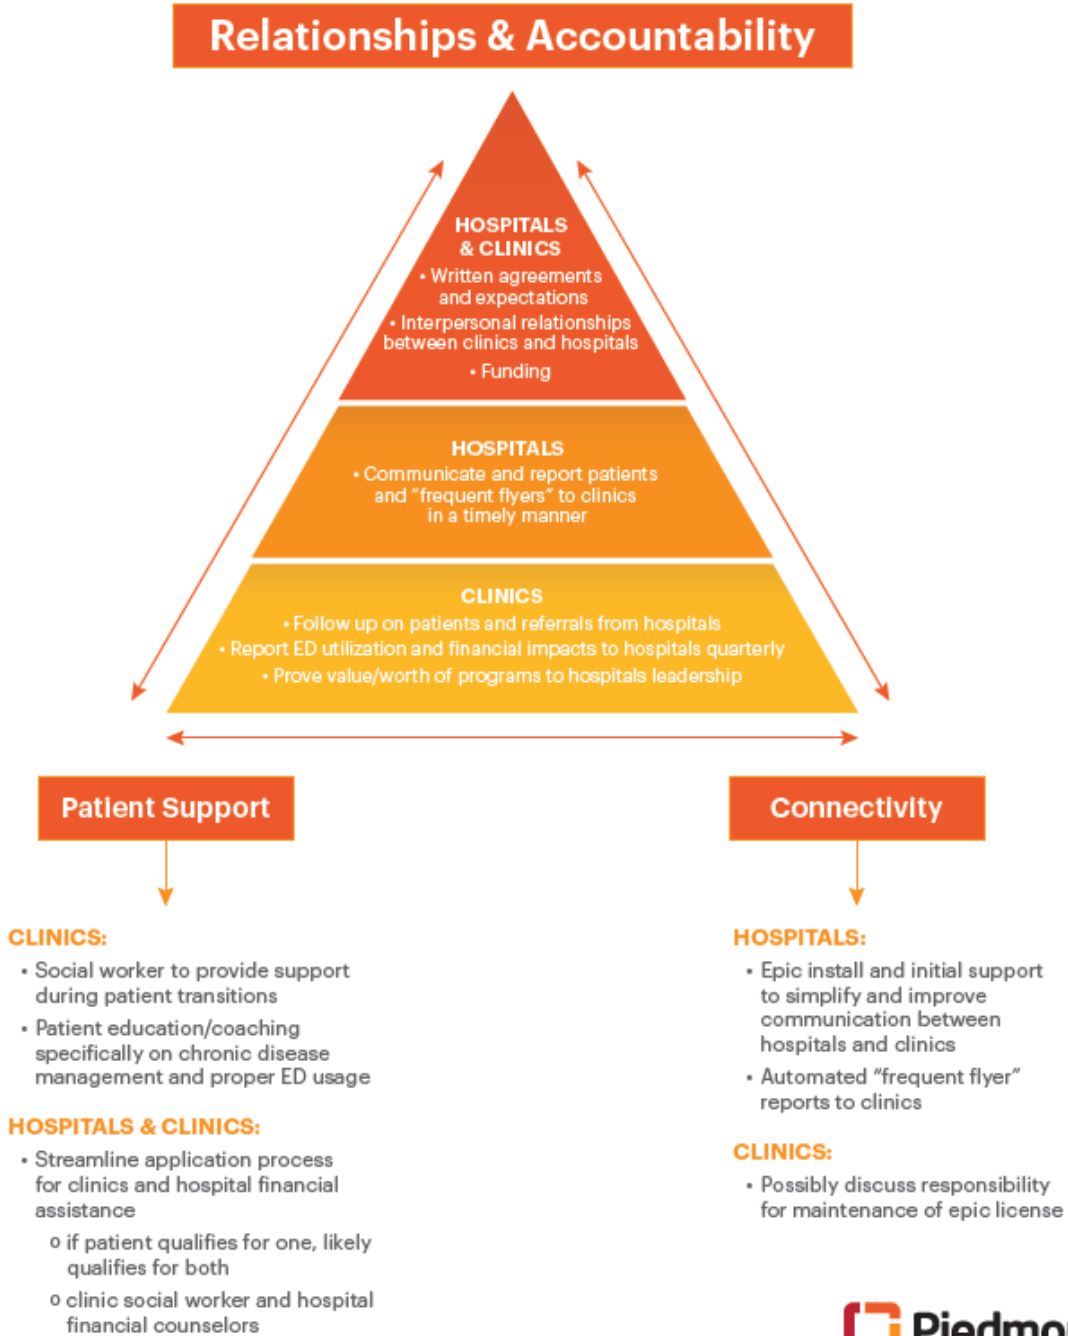 Relationships & Accountability
HOSPITALS
& CLINICS
• Written agreements
and expectations
• Interpersonal relationships
between clinics and hospitals
• Funding
HOSPITALS
• Communicate and report patients
and "frequent flyers" to clinics
in a timely manner
CLINICS
• Follow up on patients and referrals from hospitals
• Report ED utilization and financial impacts to hospitals quarterly
• Prove value/worth of programs to hospitals leadership
Patient Support
CLINICS:
• Social worker to provide support
during patient transitions
• Patient education/coaching
specifically on chronic disease
management and proper ED usage
HOSPITALS & CLINICS:
• Streamline application process
for clinics and hospital financial
assistance
o if patient qualifies for one, likely
qualifies for both
o clinic social worker and hospital
financial counselors
Connectivity
HOSPITALS:
• Epic install and initial support
to simplify and improve
communication between
hospitals and clinics
• Automated "frequent flyer"
reports to clinics
CLINICS:
• Possibly discuss responsibility
for maintenance of epic license